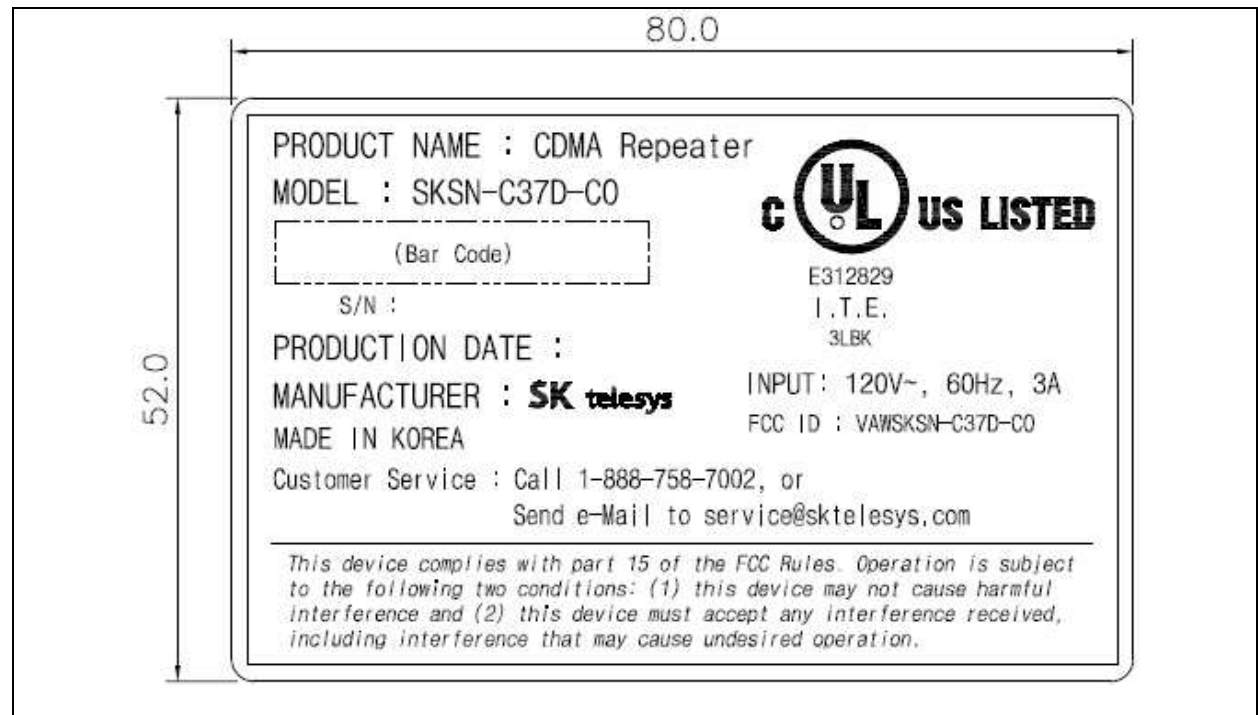 80.0
52.0
PRODUCT NAME : CDMA Repeater
MODEL : SKSN-C37D-CO
(Bar Code)
S/N :
PRODUCTION DATE :
MANUFACTURER : SK telesys
MADE IN KOREA
C UL US LISTED
E312829
I.T.E.
3LBK
INPUT: 120V~, 60Hz, 3A
FCC ID : VAWSKSN-C37D-CO
Customer Service : Call 1-888-758-7002, or
Send e-Mail to service@sktelesys.com
This device complies with part 15 of the FCC Rules. Operation is subject
to the following two conditions: (1) this device may not cause harmful
interference and (2) this device must accept any interference received,
including interference that may cause undesired operation.